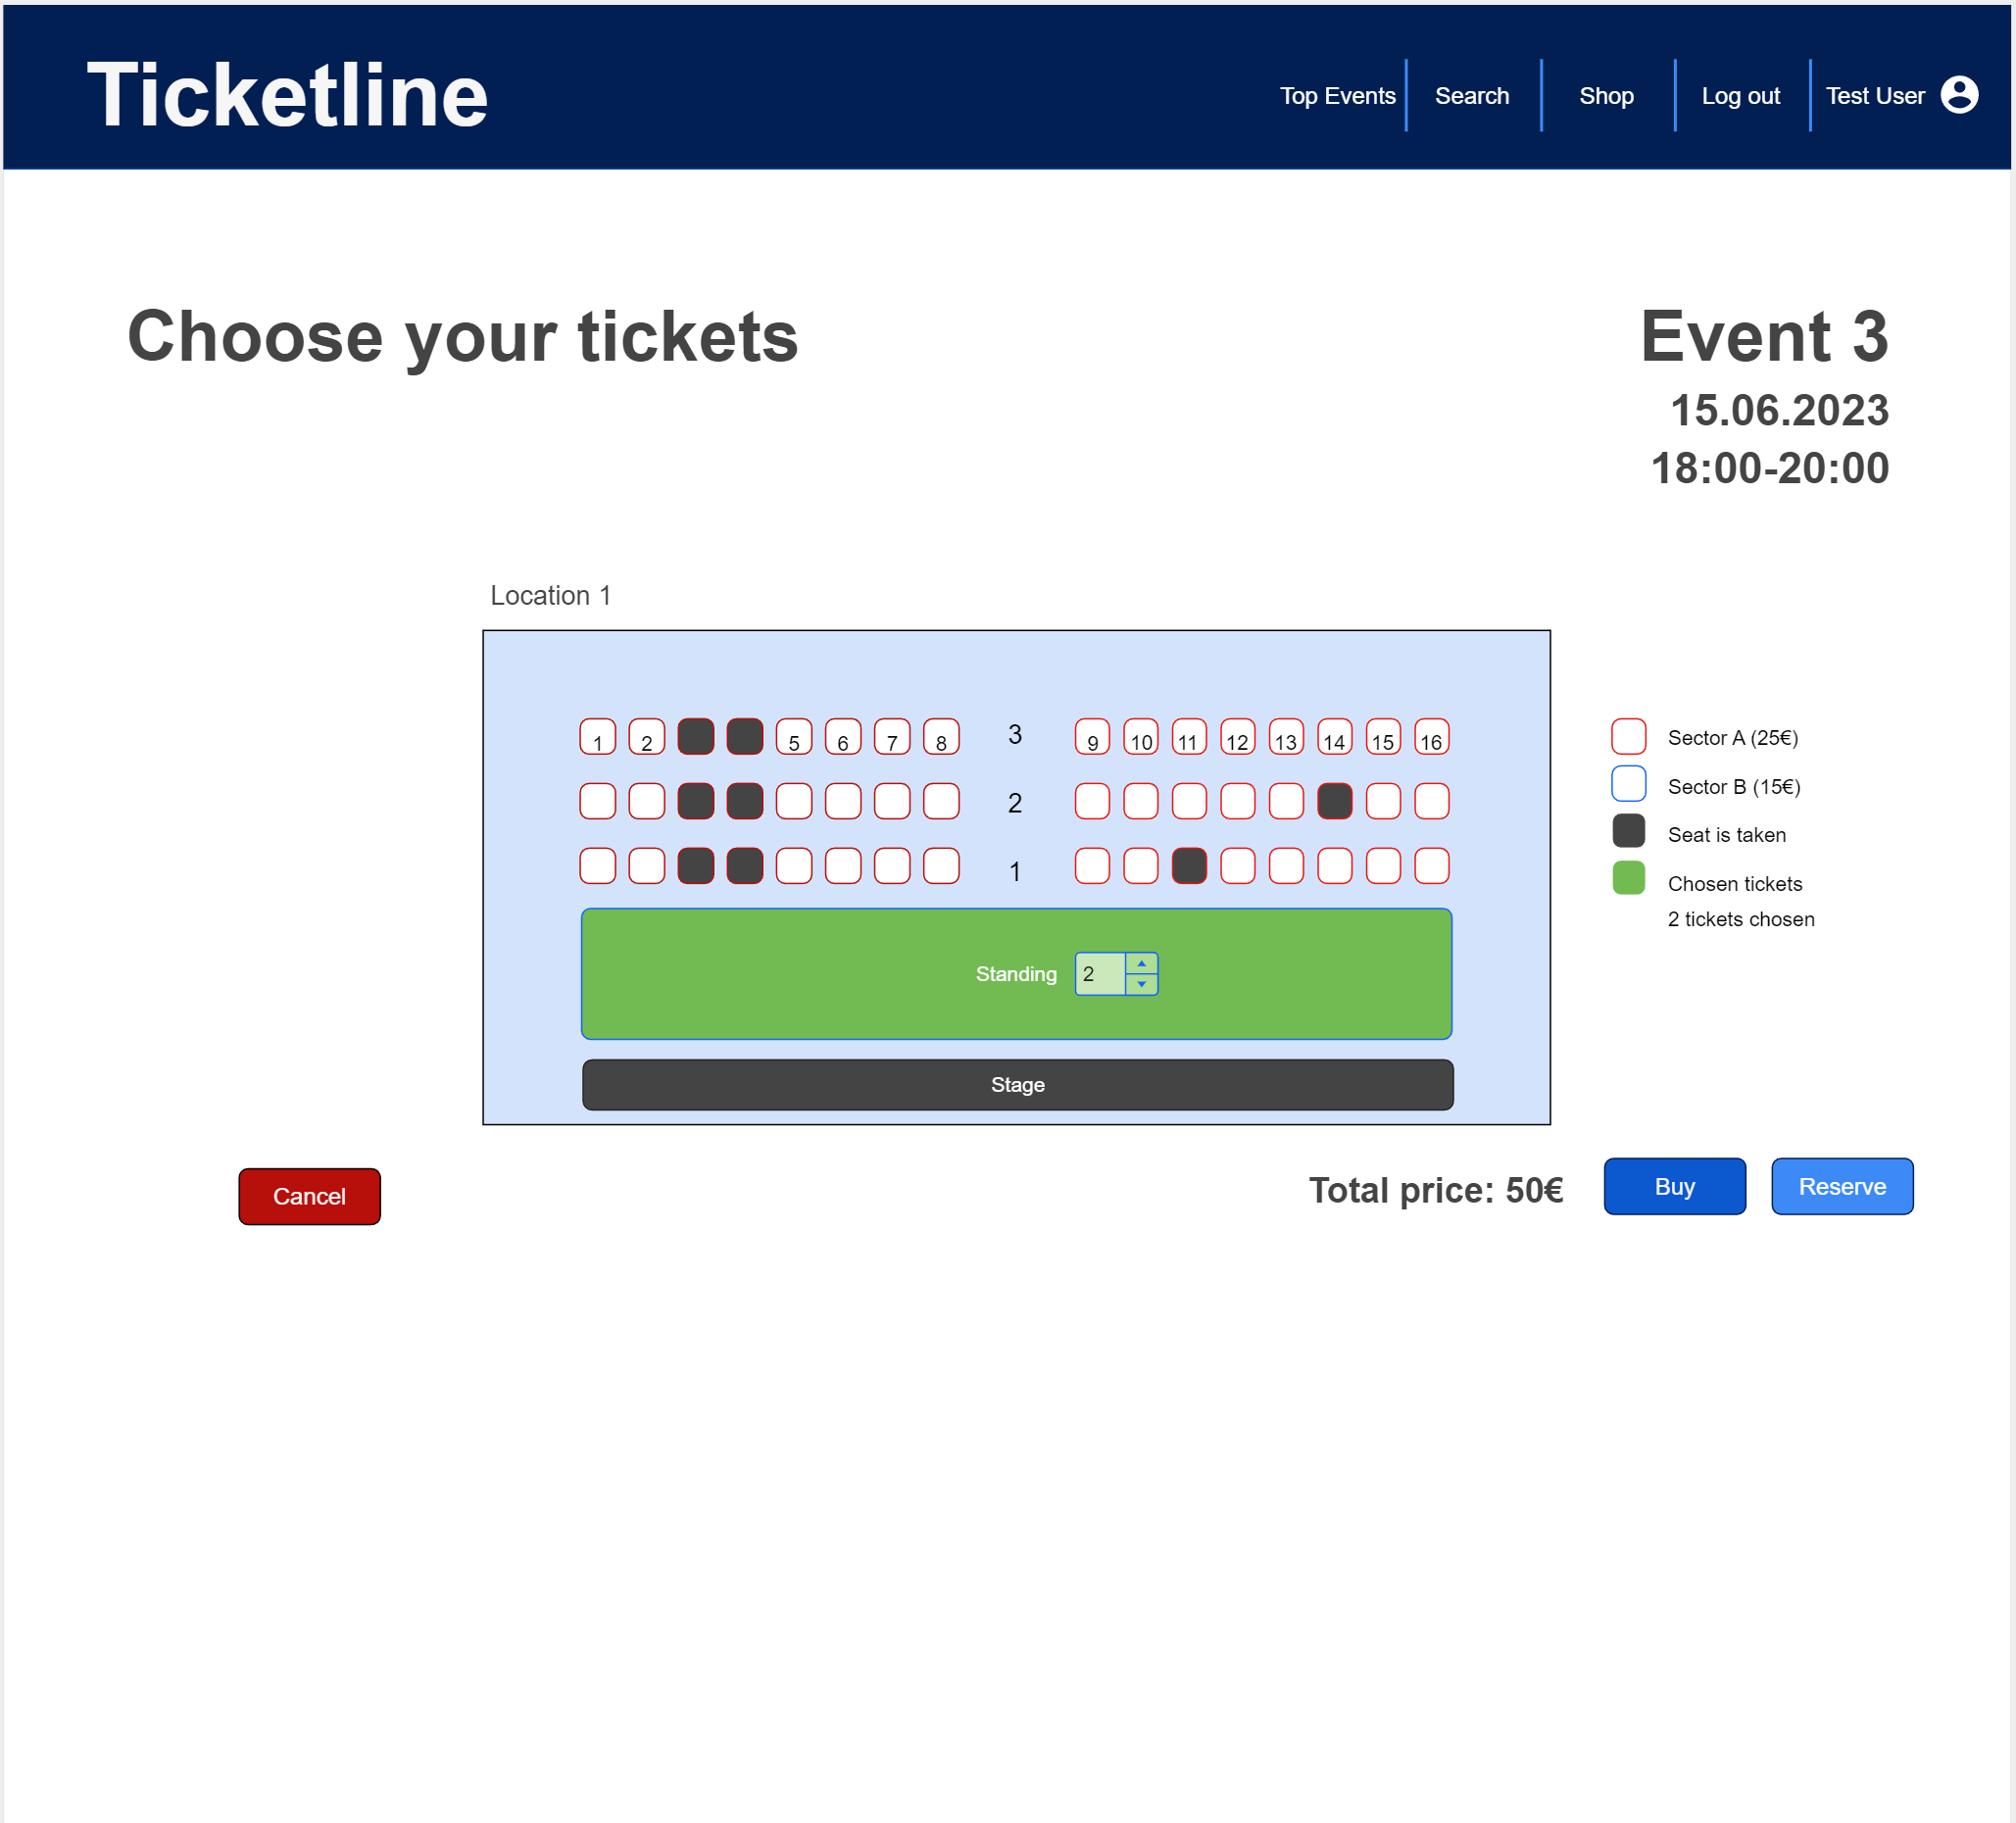 Ticketline
Top Events
Search
Shop
Log out
Test User
Choose your tickets
Event 3
15.06.2023
18:00-20:00
Location 1
1 2 5 6 7 8 3 9 10 11 12 13 14 15 16
2
1
Sector A (25€)
Sector B (15€)
Seat is taken
Chosen tickets
2 tickets chosen
Standing 2
Stage
Cancel
Total price: 50€
Buy
Reserve